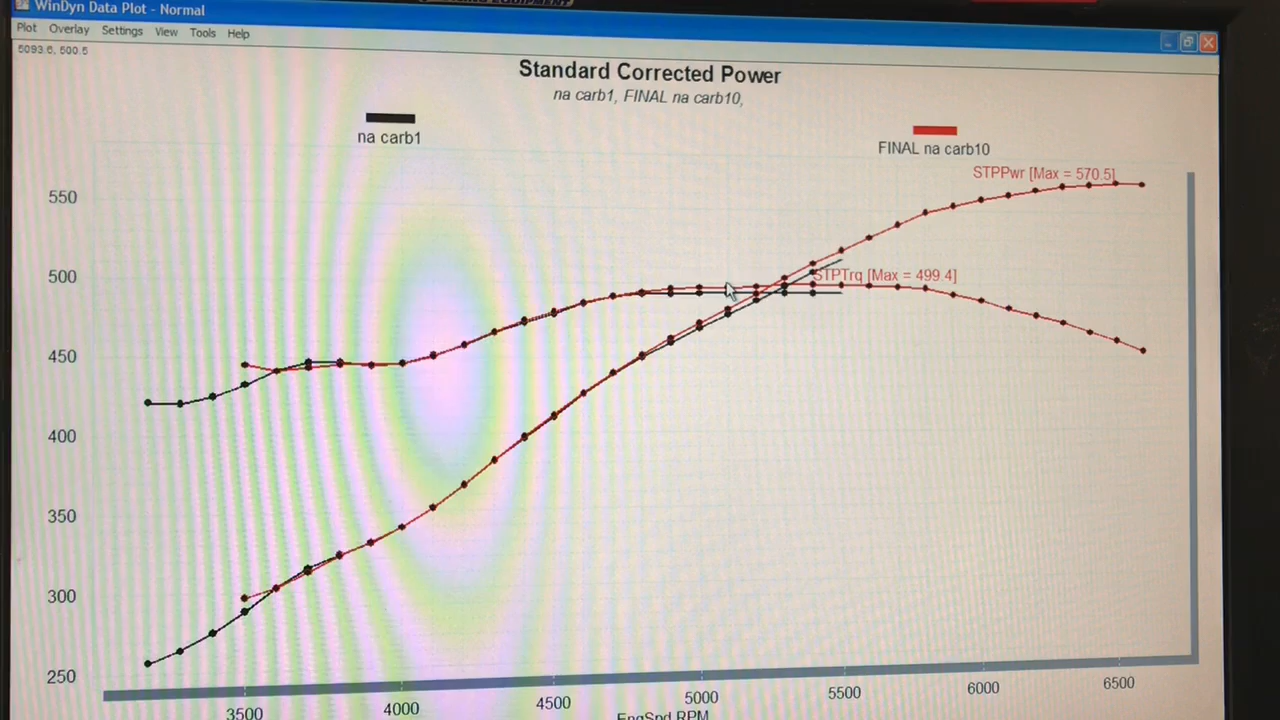 EQUIPMENT
WinDyn Data Plot - Normal
Plot Overlay Settings View Tools Help
5093.6, 500.5
Standard Corrected Power
na carb1, FINAL na carb10,
na carb1
FINAL na carb10
STPPwr [Max = 570.5]
STPTrq [Max = 499.4]
550
500
450
400
350
300
250
3500 4000 4500 5000 5500 6000 6500
EngSpd RPM